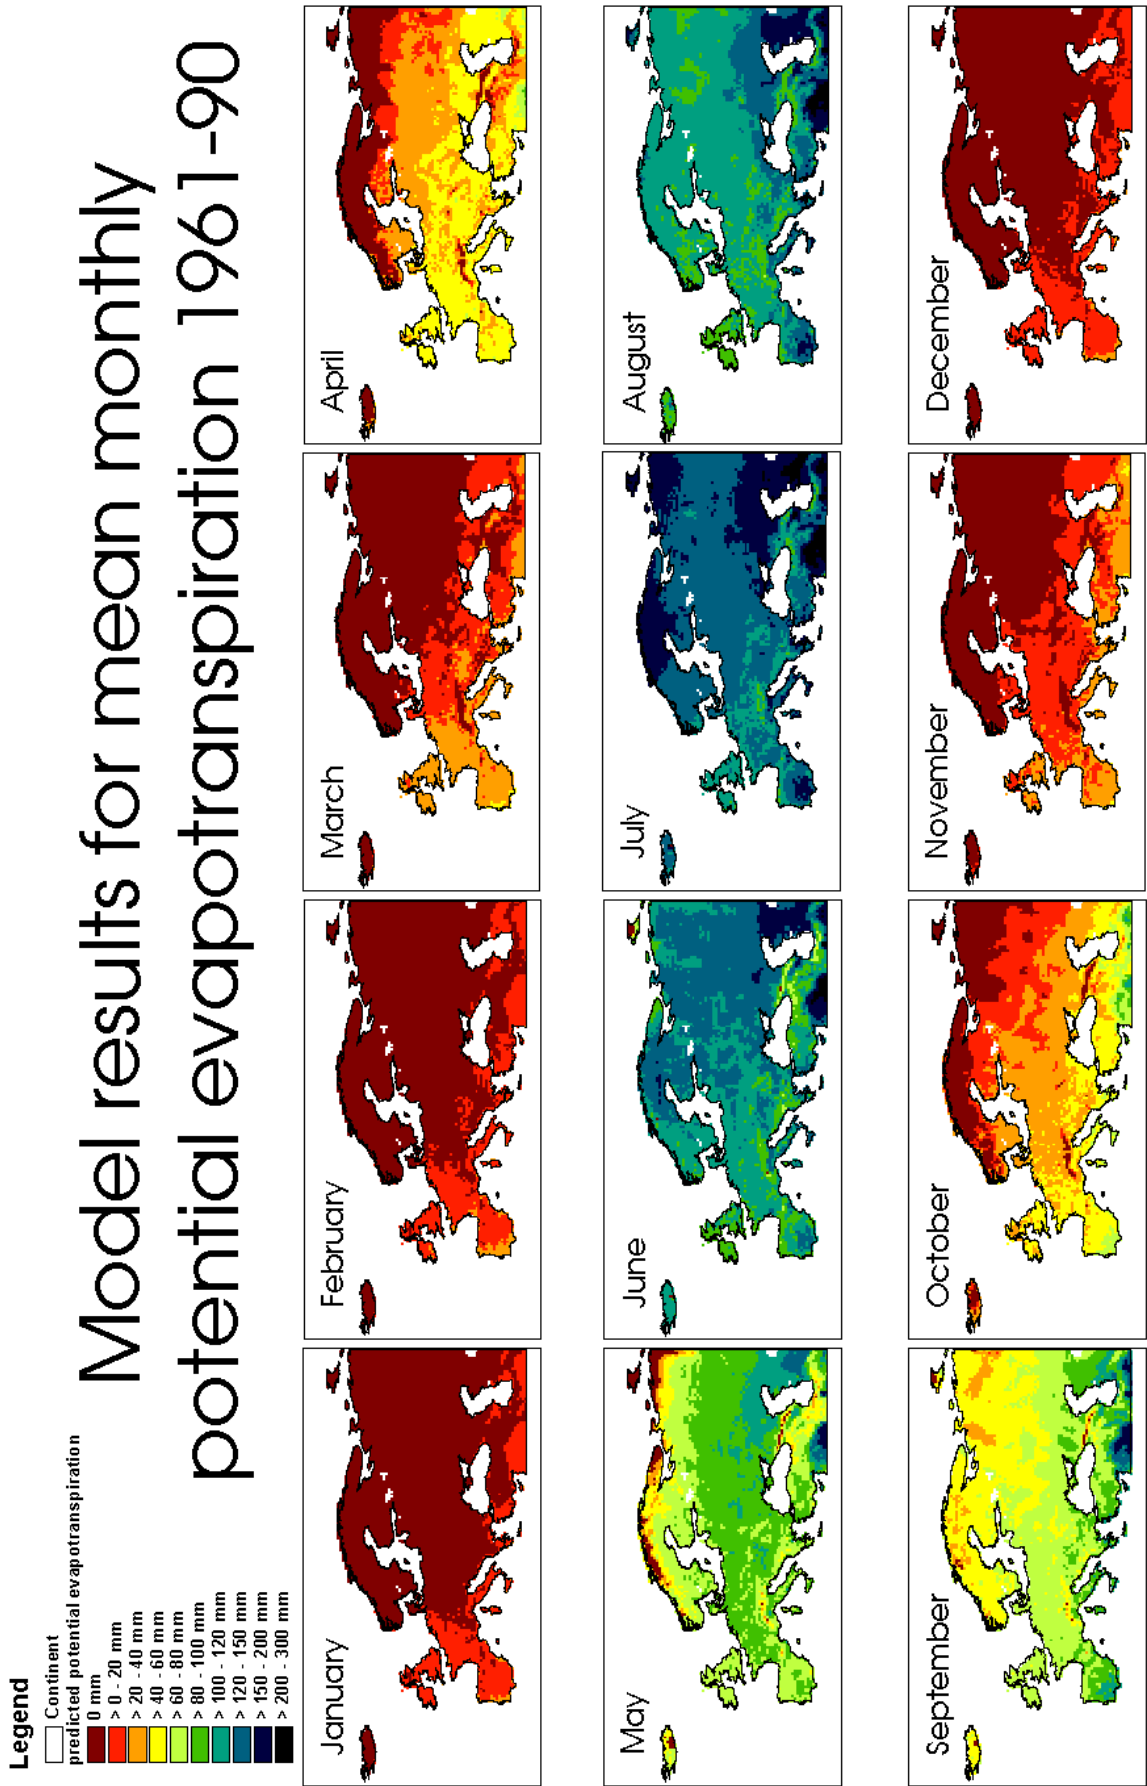 Model results for mean monthly
potential evapotranspiration 1961-90
Legend
Continent
predicted potential evapotranspiration
0 mm
> 0 - 20 mm
> 20 - 40 mm
> 40 - 60 mm
> 60 - 80 mm
> 80 - 100 mm
> 100 - 120 mm
> 120 - 150 mm
> 150 - 200 mm
> 200 - 300 mm
January
February
March
April
May
June
July
August
September
October
November
December